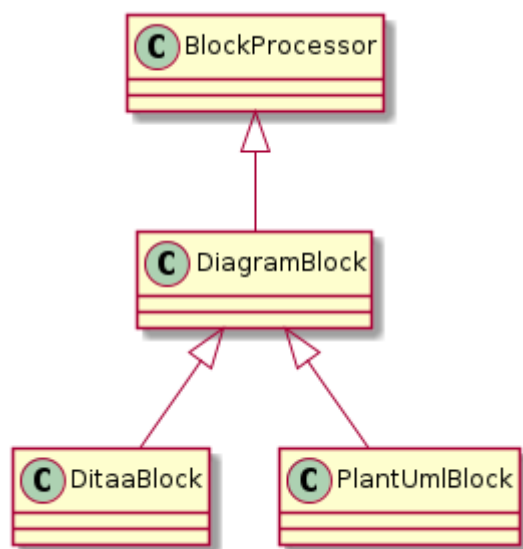 C BlockProcessor
C DiagramBlock
C DitaaBlock
C PlantUmlBlock